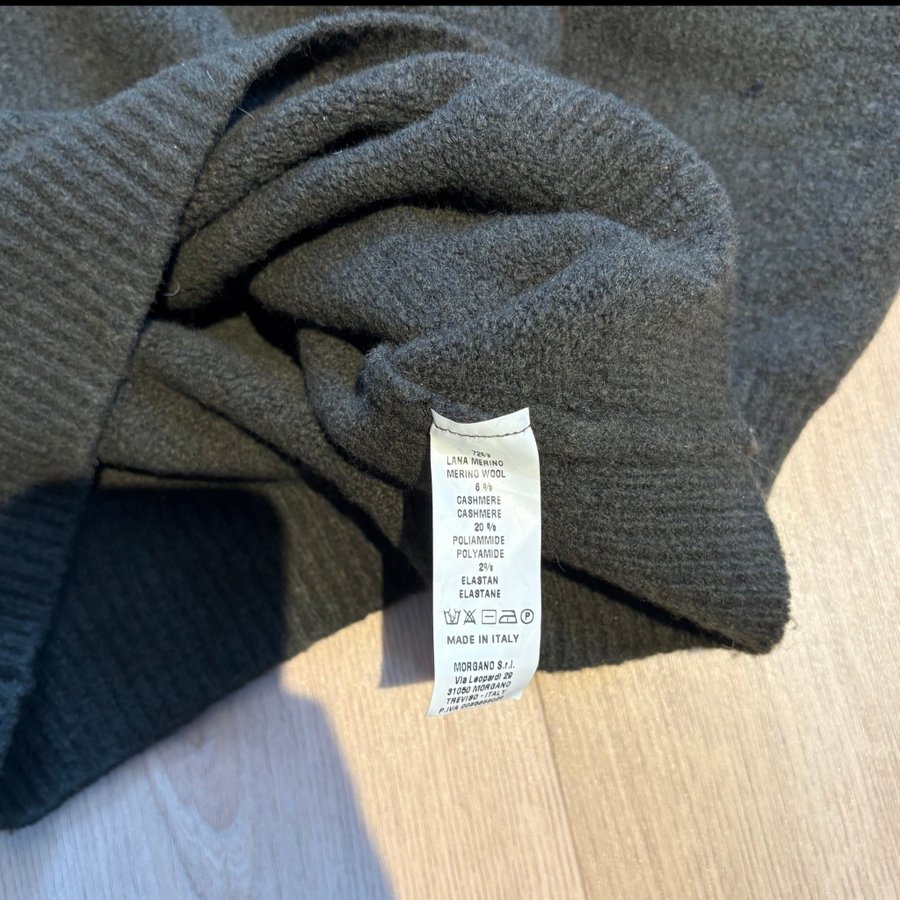 72%
LANA MERINO
MERINO WOOL
6 %
CASHMERE
CASHMERE
20 %
POLIAMMIDE
POLYAMIDE
2%
ELASTAN
ELASTANE
P
MADE IN ITALY
MORGANO S.r.l.
Via Leopardi 29
31050 MORGANO
TREVISO - ITALY
P.IVA